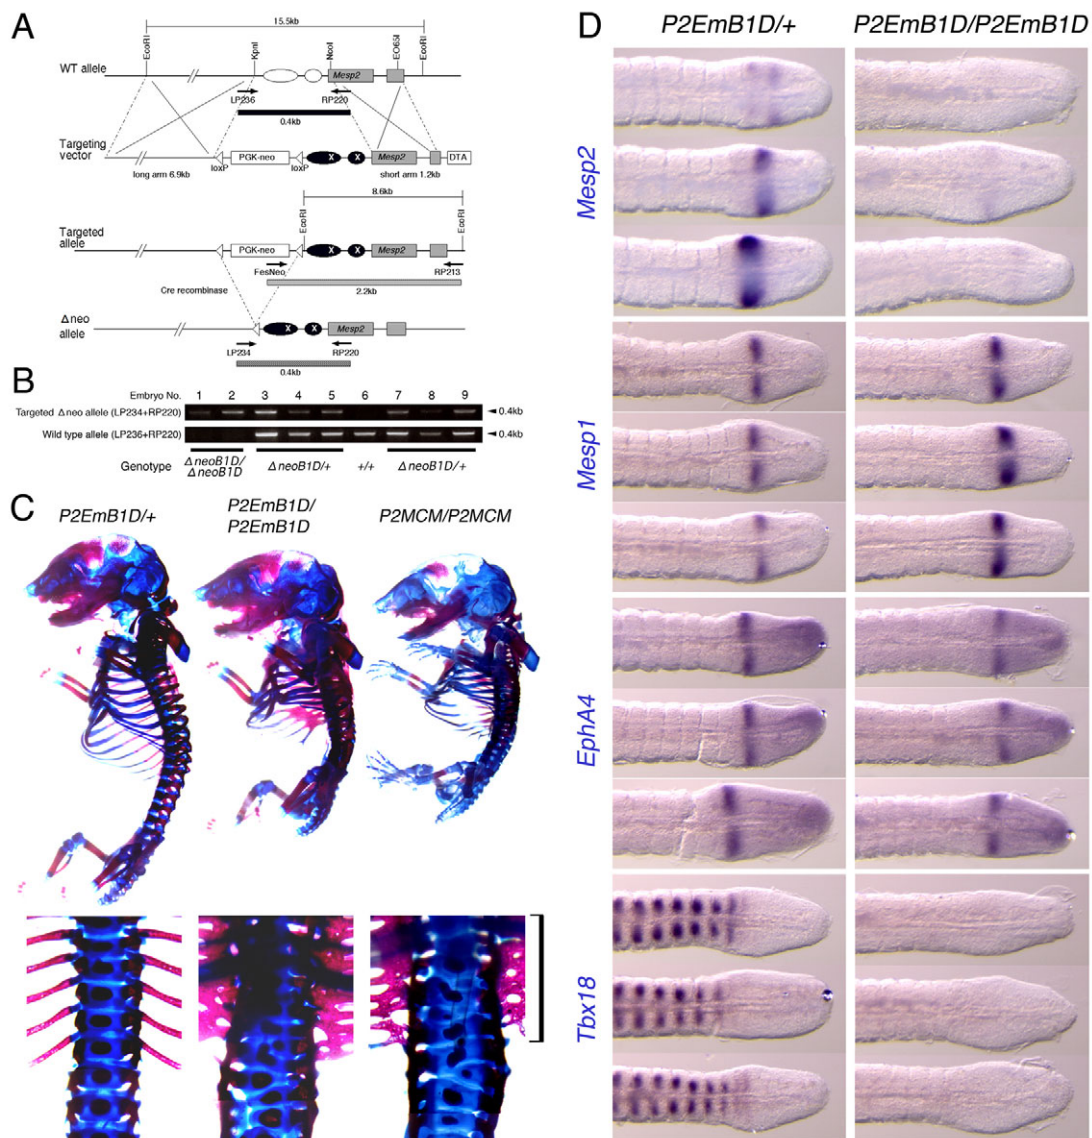 A
15.5kb
EcoRI
KpnI
NcoI
EO65I
EcoRI
WT allele
Mesp2
LP236
RP220
0.4kb
Targeting
vector
PGK-neo
X
X
Mesp2
DTA
loxP
loxP
long arm 6.9kb
short arm 1.2kb
8.6kb
EcoRI
EcoRI
Targeted
allele
PGK-neo
X
X
Mesp2
FesNeo
RP213
Cre recombinase
2.2kb
Δneo
allele
X
X
Mesp2
LP234
RP220
0.4kb
B
Embryo No. 1 2 3 4 5 6 7 8 9
Targeted Δneo allele (LP234+RP220)
0.4kb
Wild type allele (LP236+RP220)
0.4kb
Genotype
ΔneoB1D/
ΔneoB1D
ΔneoB1D/+
+/+
ΔneoB1D/+
C
P2EmB1D/+
P2EmB1D/
P2EmB1D
P2MCM/P2MCM
D
P2EmB1D/+
P2EmB1D/P2EmB1D
Mesp2
Mesp1
EphA4
Tbx18